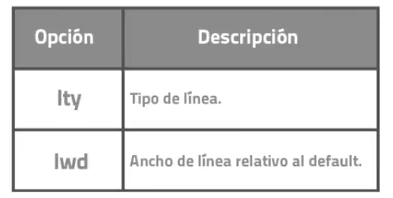 Opción Descripción
lty Tipo de línea.
lwd Ancho de línea relativo al default.